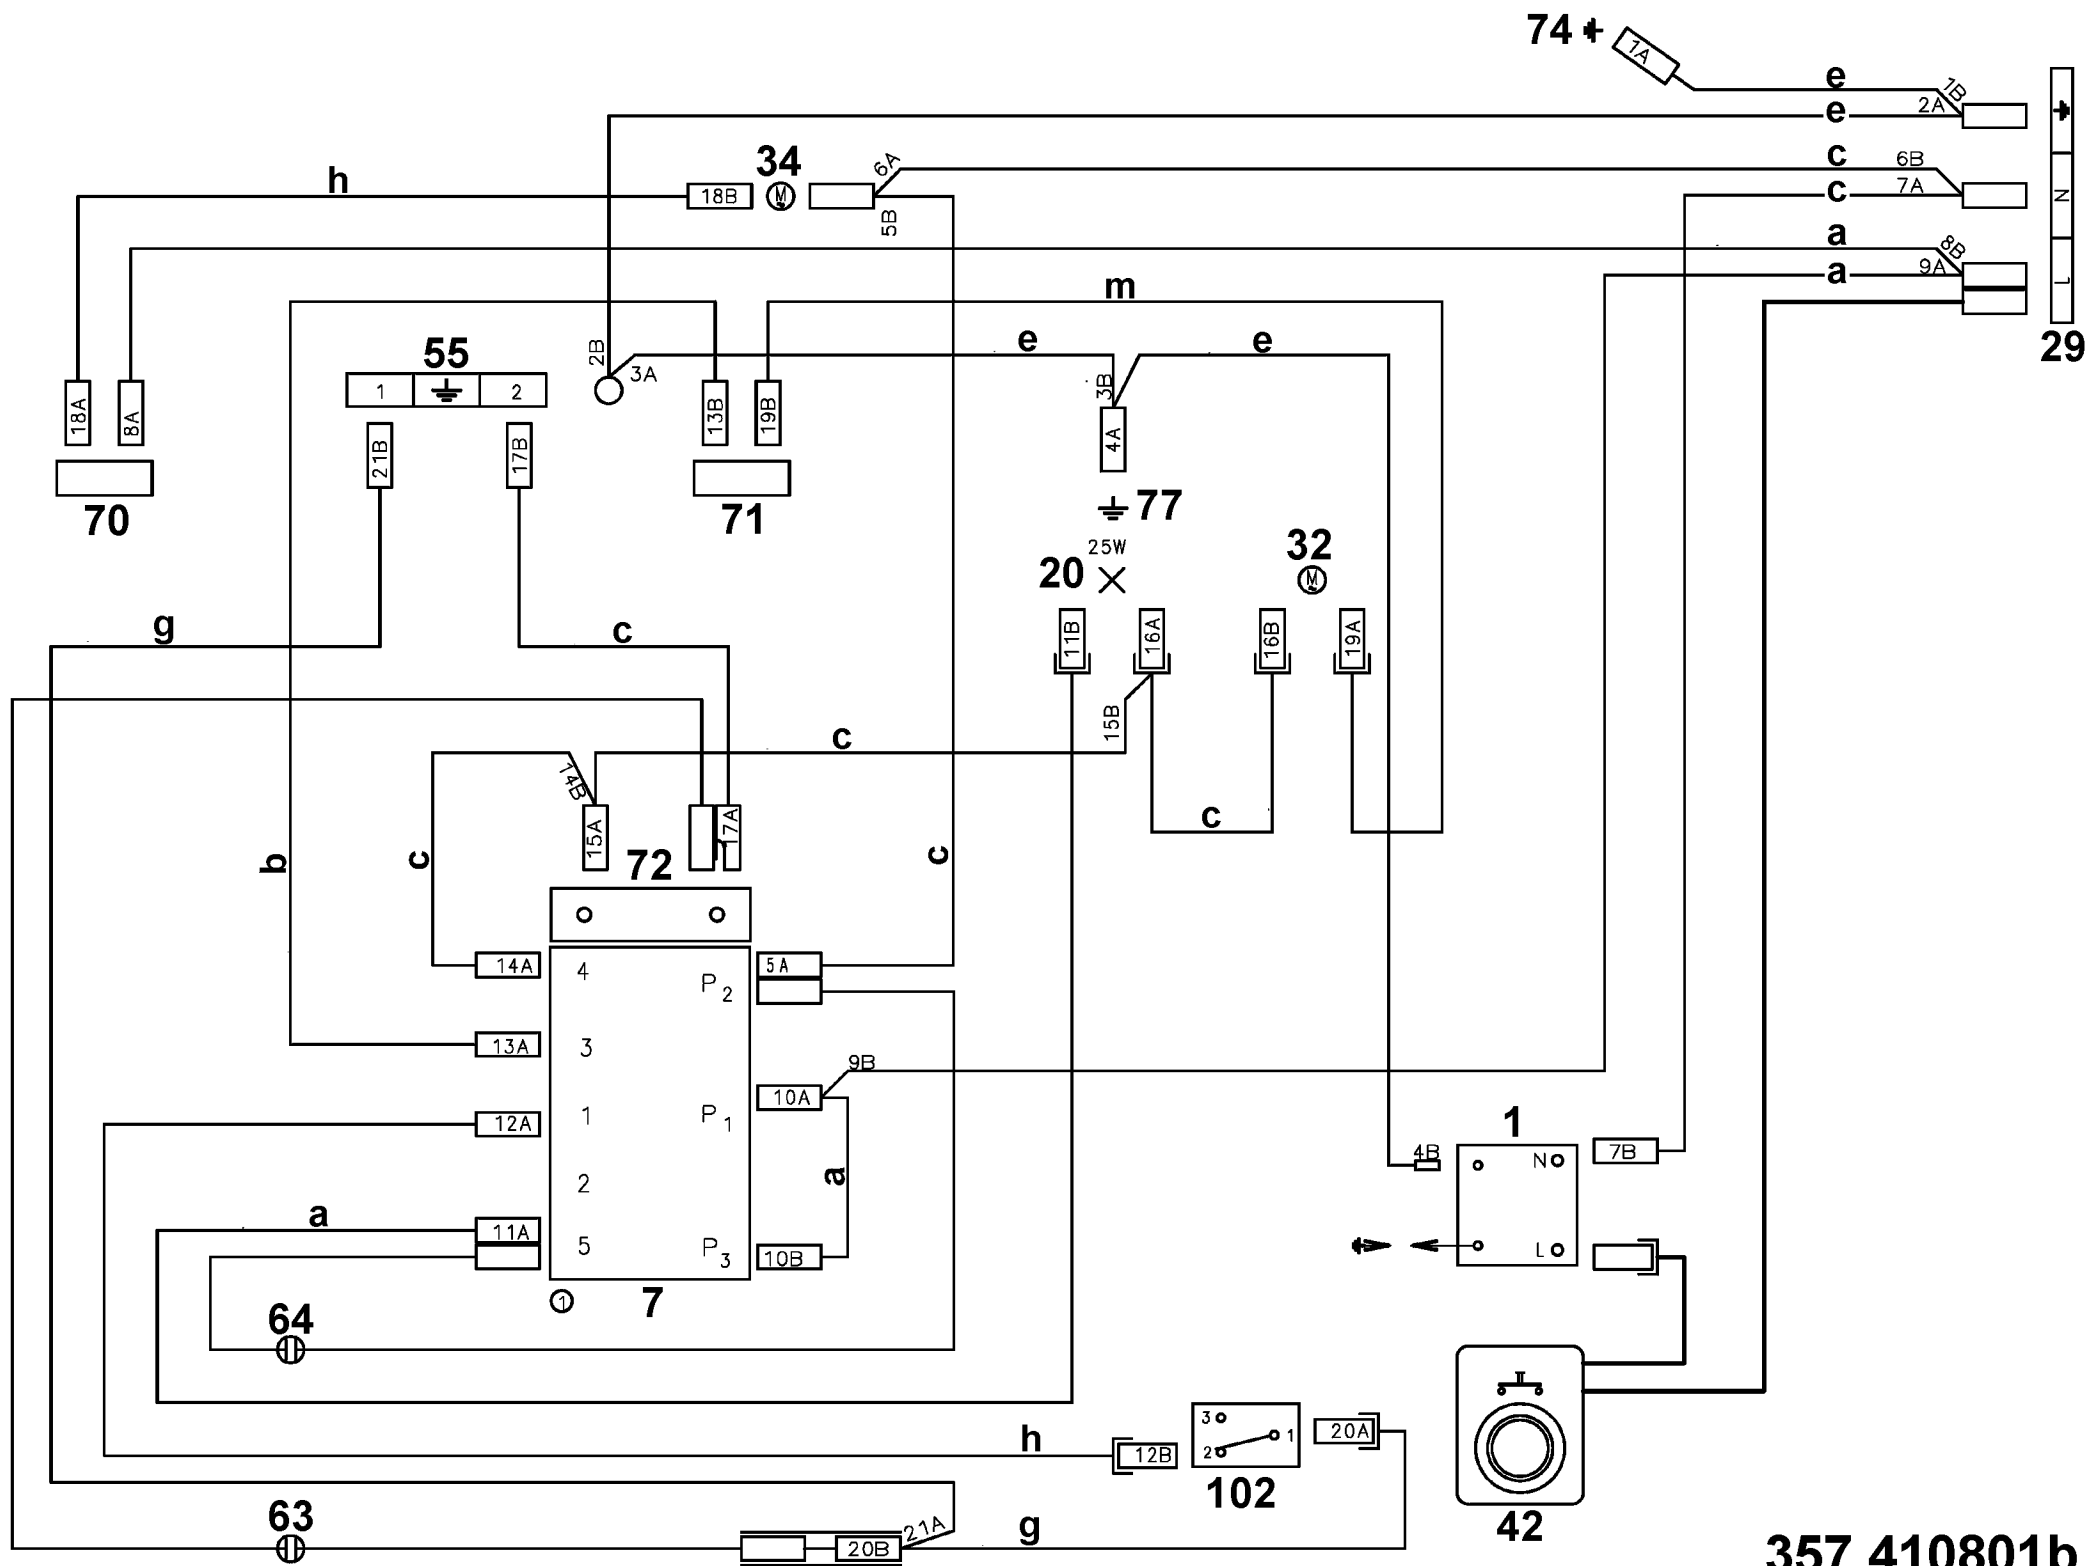 74
1A
e
1B
e
2A
34
6A
c
6B
h
18B
M
c
7A
N
5B
a
8B
a
9A
L
m
29
55
2B
3A
e
e
1
2
18A
8A
13B
19B
3B
4A
21B
17B
70
71
77
25W
20
32
M
11B
16A
16B
19A
g
c
15B
c
14B
15A
17A
c
72
b
c
c
14A
4
P2
5A
13A
3
9B
10A
12A
1
P1
1
a
4B
N
7B
2
a
11A
5
P3
10B
L
1
7
64
3
1
20A
h
12B
2
102
63
21A
g
42
20B
357 410801b